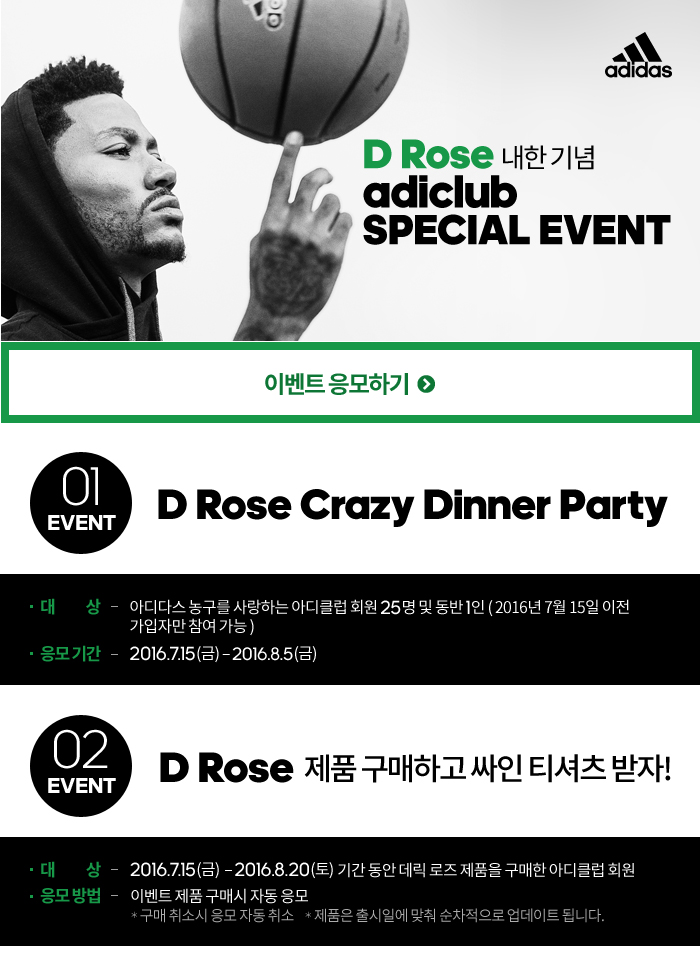 adidas
D Rose 내한 기념
adiclub
SPECIAL EVENT
이벤트 응모하기
01
EVENT
D Rose Crazy Dinner Party
· 대 상 – 아디다스 농구를 사랑하는 아디클럽 회원 25명 및 동반 1인 ( 2016년 7월 15일 이전
가입자만 참여 가능 )
· 응모 기간 – 2016.7.15(금) – 2016.8.5(금)
02
EVENT
D Rose 제품 구매하고 싸인 티셔츠 받자!
· 대 상 – 2016.7.15(금) – 2016.8.20(토) 기간 동안 데릭 로즈 제품을 구매한 아디클럽 회원
· 응모 방법 – 이벤트 제품 구매시 자동 응모
* 구매 취소시 응모 자동 취소 * 제품은 출시일에 맞춰 순차적으로 업데이트 됩니다.